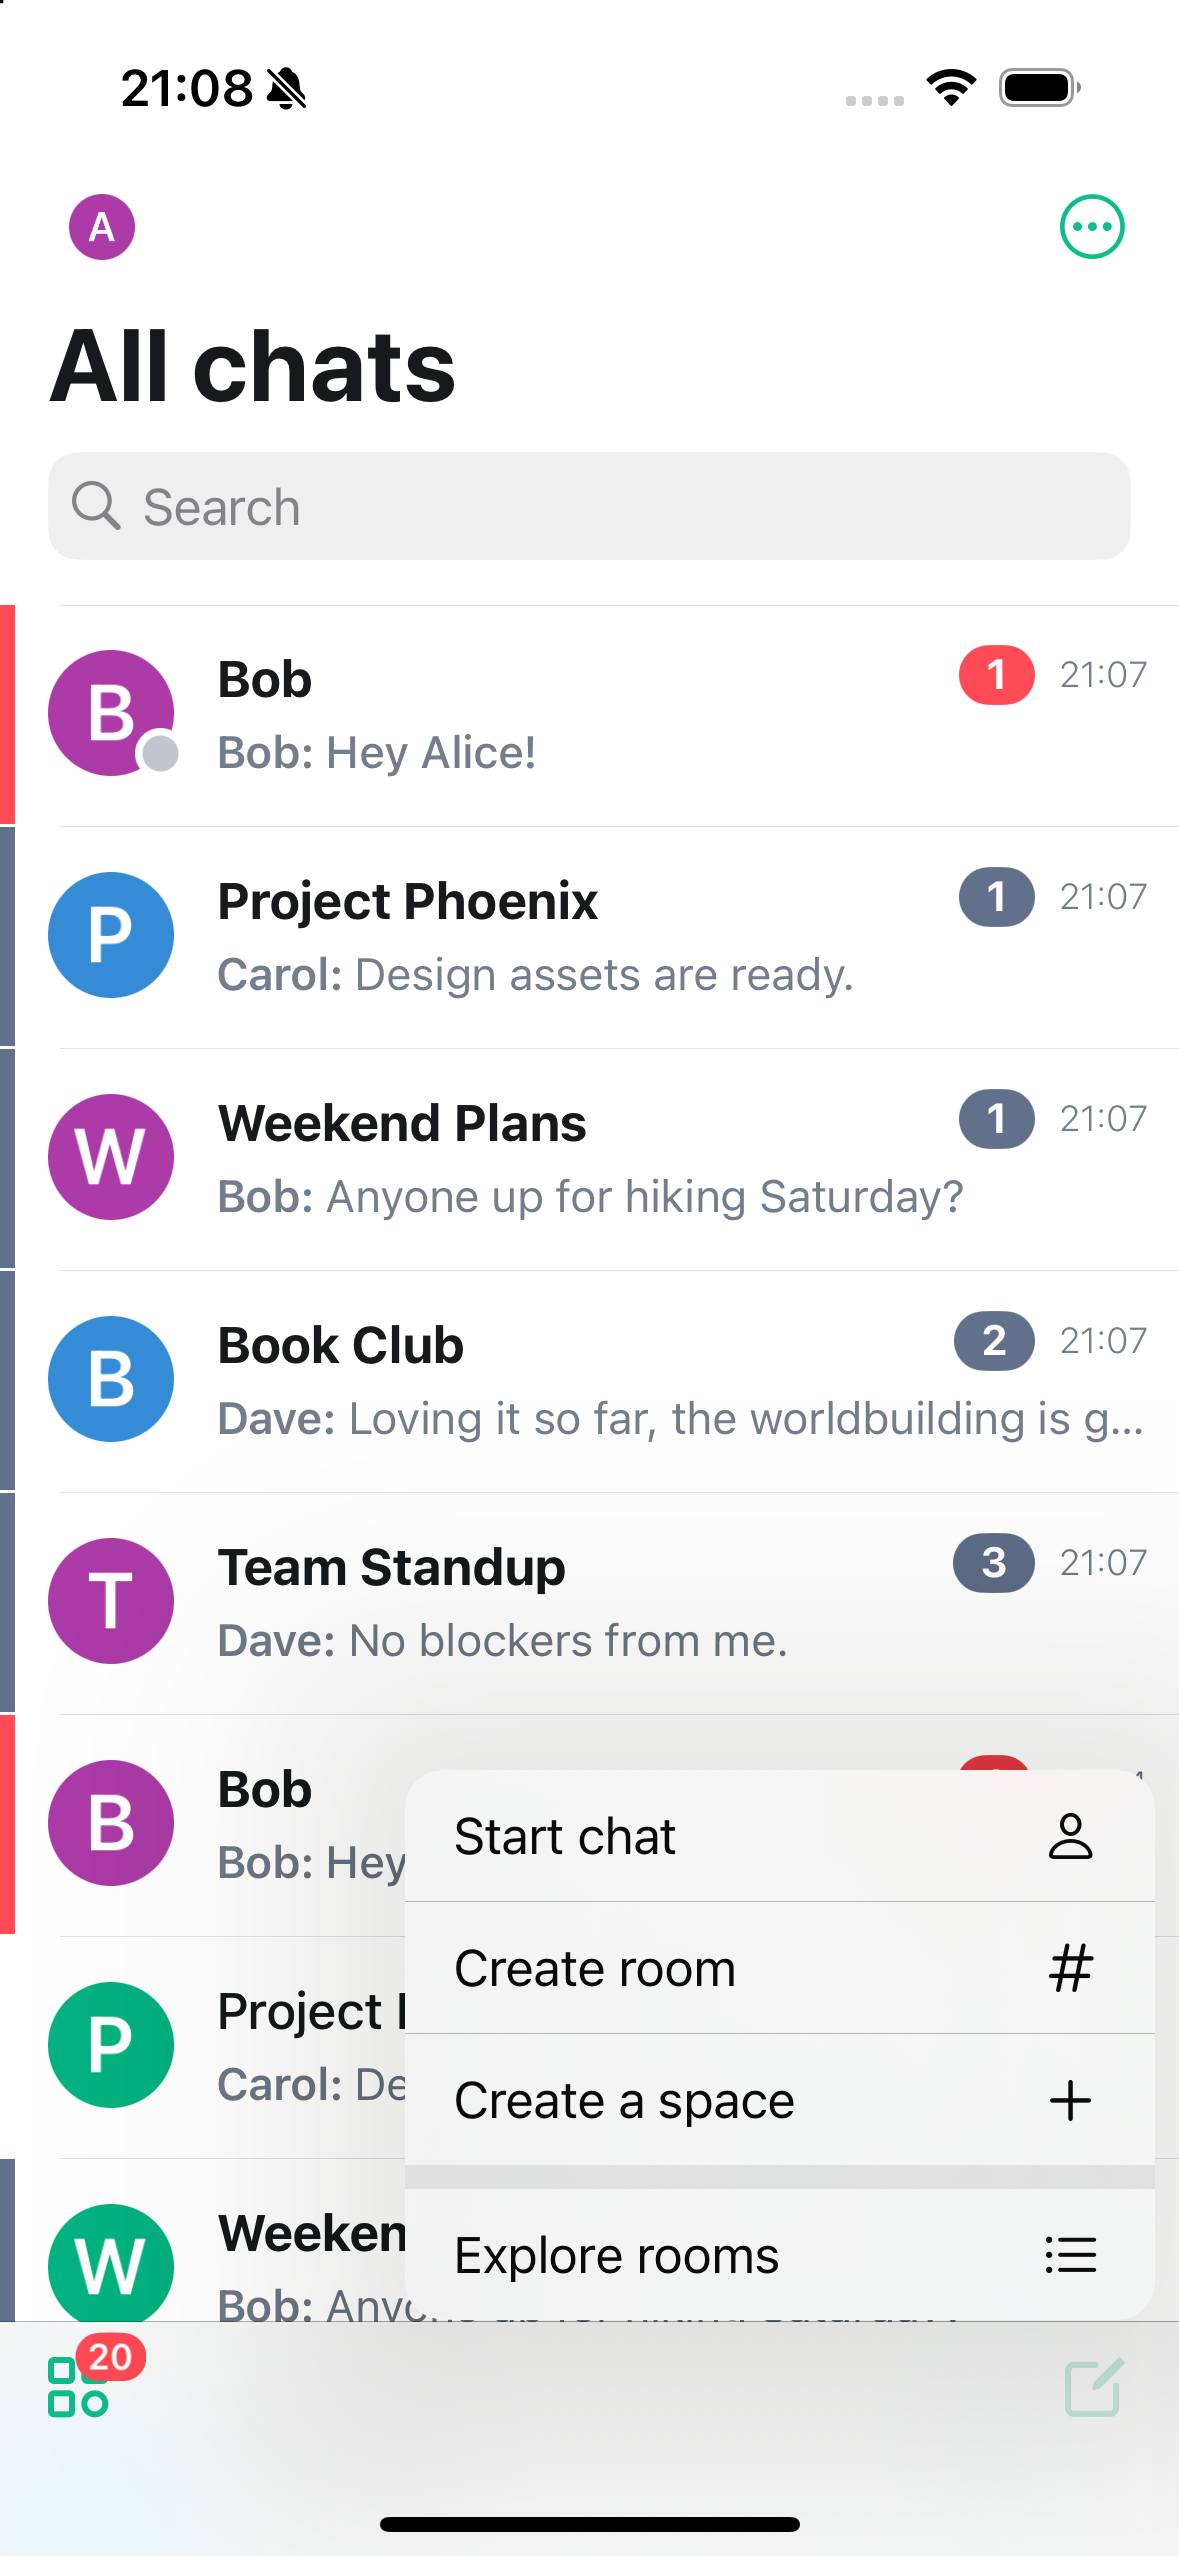 21:08
A
All chats
Search
B
Bob
1
21:07
Bob: Hey Alice!
P
Project Phoenix
1
21:07
Carol: Design assets are ready.
W
Weekend Plans
1
21:07
Bob: Anyone up for hiking Saturday?
B
Book Club
2
21:07
Dave: Loving it so far, the worldbuilding is g...
T
Team Standup
3
21:07
Dave: No blockers from me.
B
Bob
Bob: Hey
Start chat
Create room
P
Project
Carol: De
Create a space
W
Weeken
Explore rooms
Bob:
20